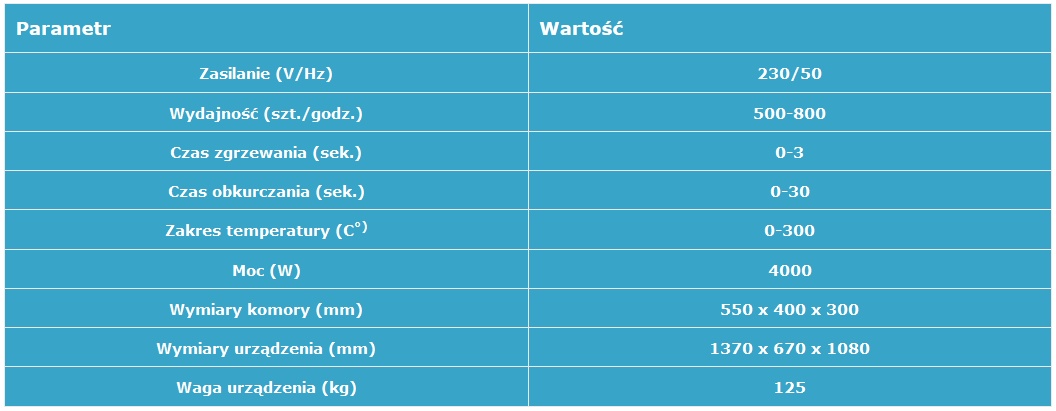 Parametr Wartość
Zasilanie (V/Hz) 230/50
Wydajność (szt./godz.) 500-800
Czas zgrzewania (sek.) 0-3
Czas obkurczania (sek.) 0-30
Zakres temperatury (C°) 0-300
Moc (W) 4000
Wymiary komory (mm) 550 x 400 x 300
Wymiary urządzenia (mm) 1370 x 670 x 1080
Waga urządzenia (kg) 125